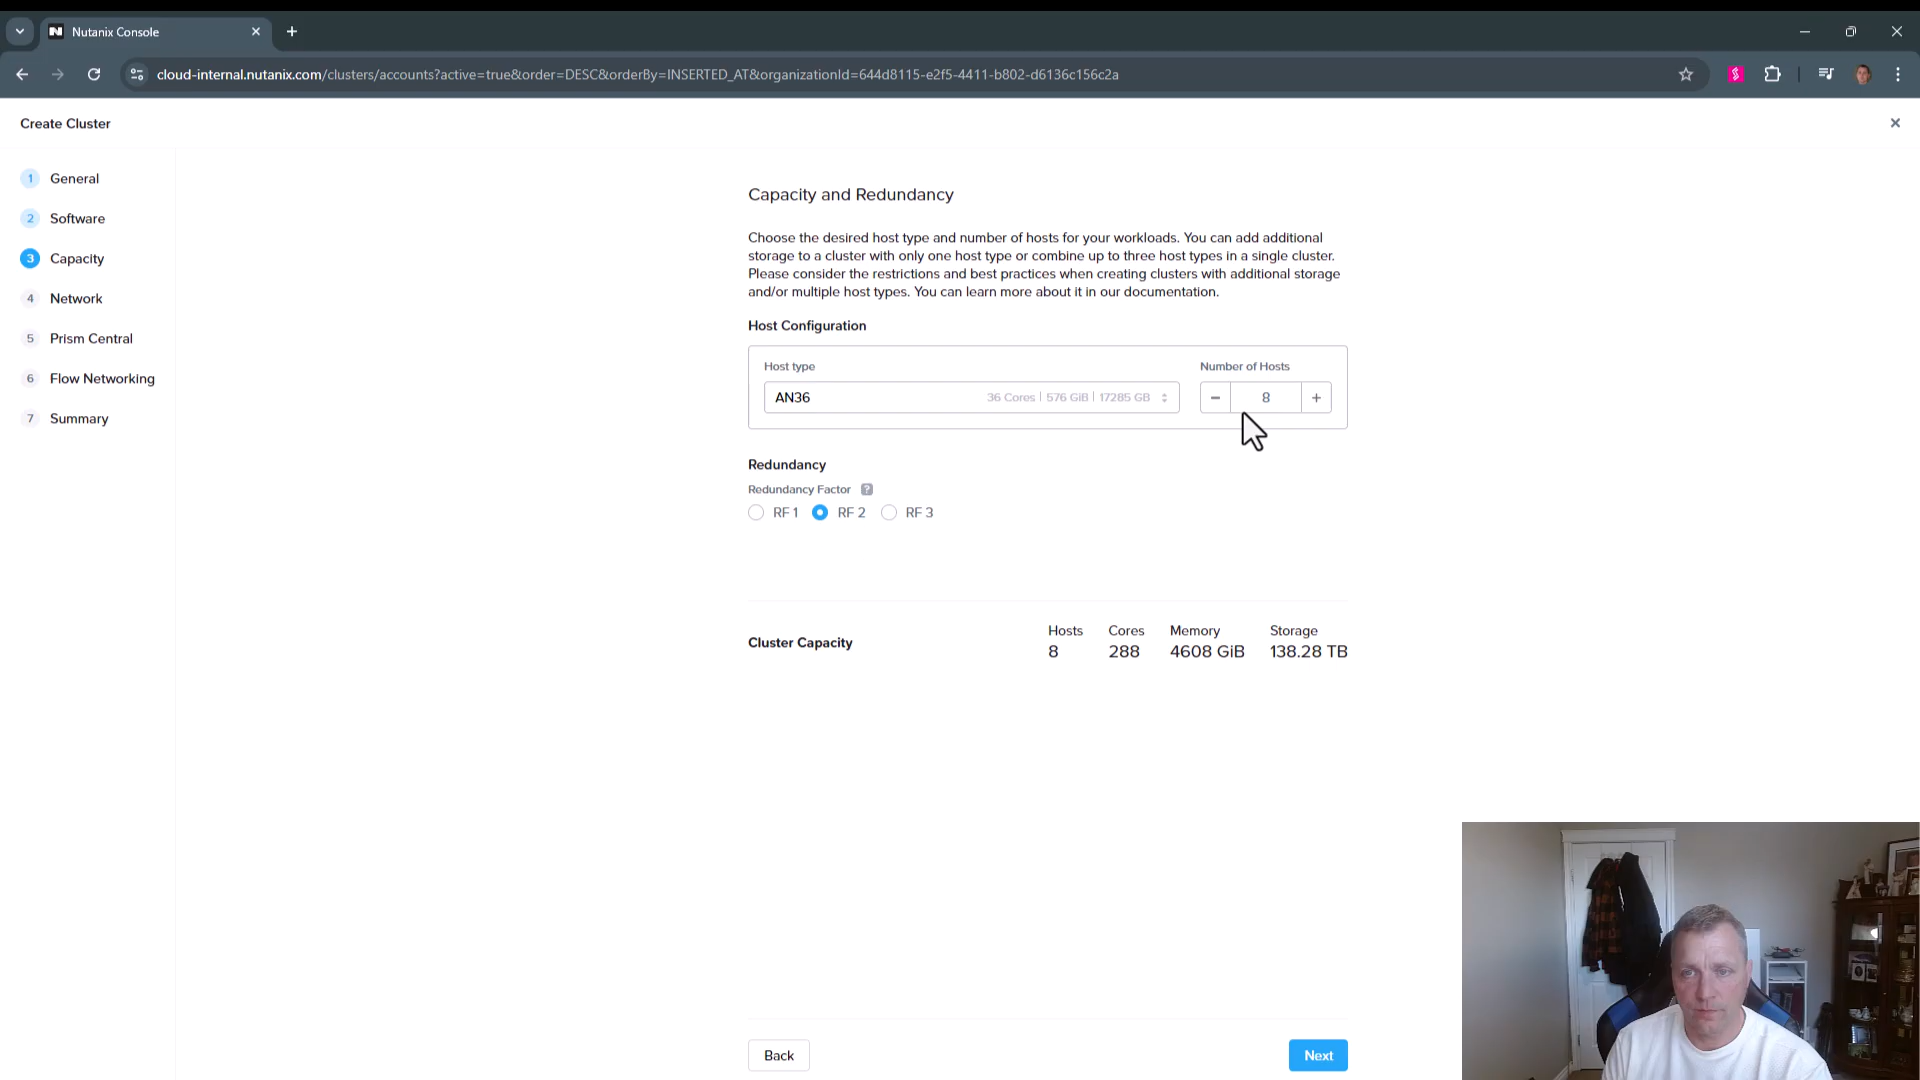 Nutanix Console
cloud-internal.nutanix.com/clusters/accounts?active=true&order=DESC&orderBy=INSERTED_AT&organizationId=644d8115-e2f5-4411-b802-d6136c156c2a
Create Cluster
1 General
2 Software
3 Capacity
4 Network
5 Prism Central
6 Flow Networking
7 Summary
Capacity and Redundancy
Choose the desired host type and number of hosts for your workloads. You can add additional
storage to a cluster with only one host type or combine up to three host types in a single cluster.
Please consider the restrictions and best practices when creating clusters with additional storage
and/or multiple host types. You can learn more about it in our documentation.
Host Configuration
Host type Number of Hosts
AN36 36 Cores | 576 GiB | 17285 GB − 8 +
Redundancy
Redundancy Factor ?
RF 1 RF 2 RF 3
Hosts Cores Memory Storage
Cluster Capacity 8 288 4608 GiB 138.28 TB
Back Next